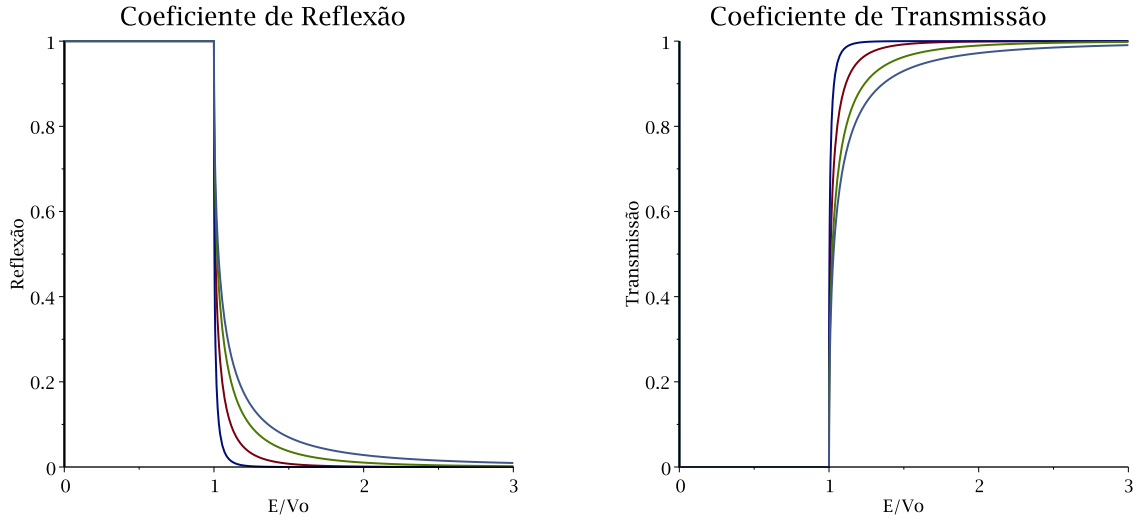 Coeficiente de Reflexão
1
0.8
0.6
Reflexão
0.4
0.2
0
0 1 2 3
E/Vo
Coeficiente de Transmissão
1
0.8
0.6
Transmissão
0.4
0.2
0
0 1 2 3
E/Vo